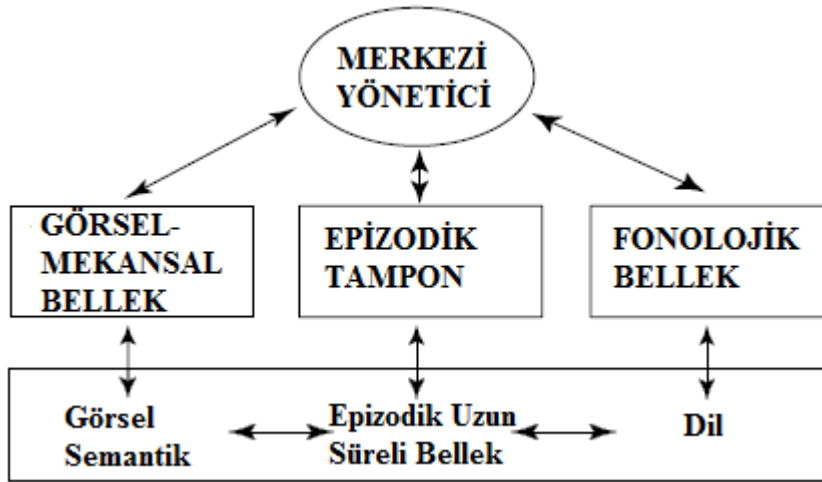 MERKEZİ
YÖNETİCİ
GÖRSEL-
MEKANSAL
BELLEK
EPİZODİK
TAMPON
FONOLOJİK
BELLEK
Görsel
Semantik
Epizodik Uzun
Süreli Bellek
Dil